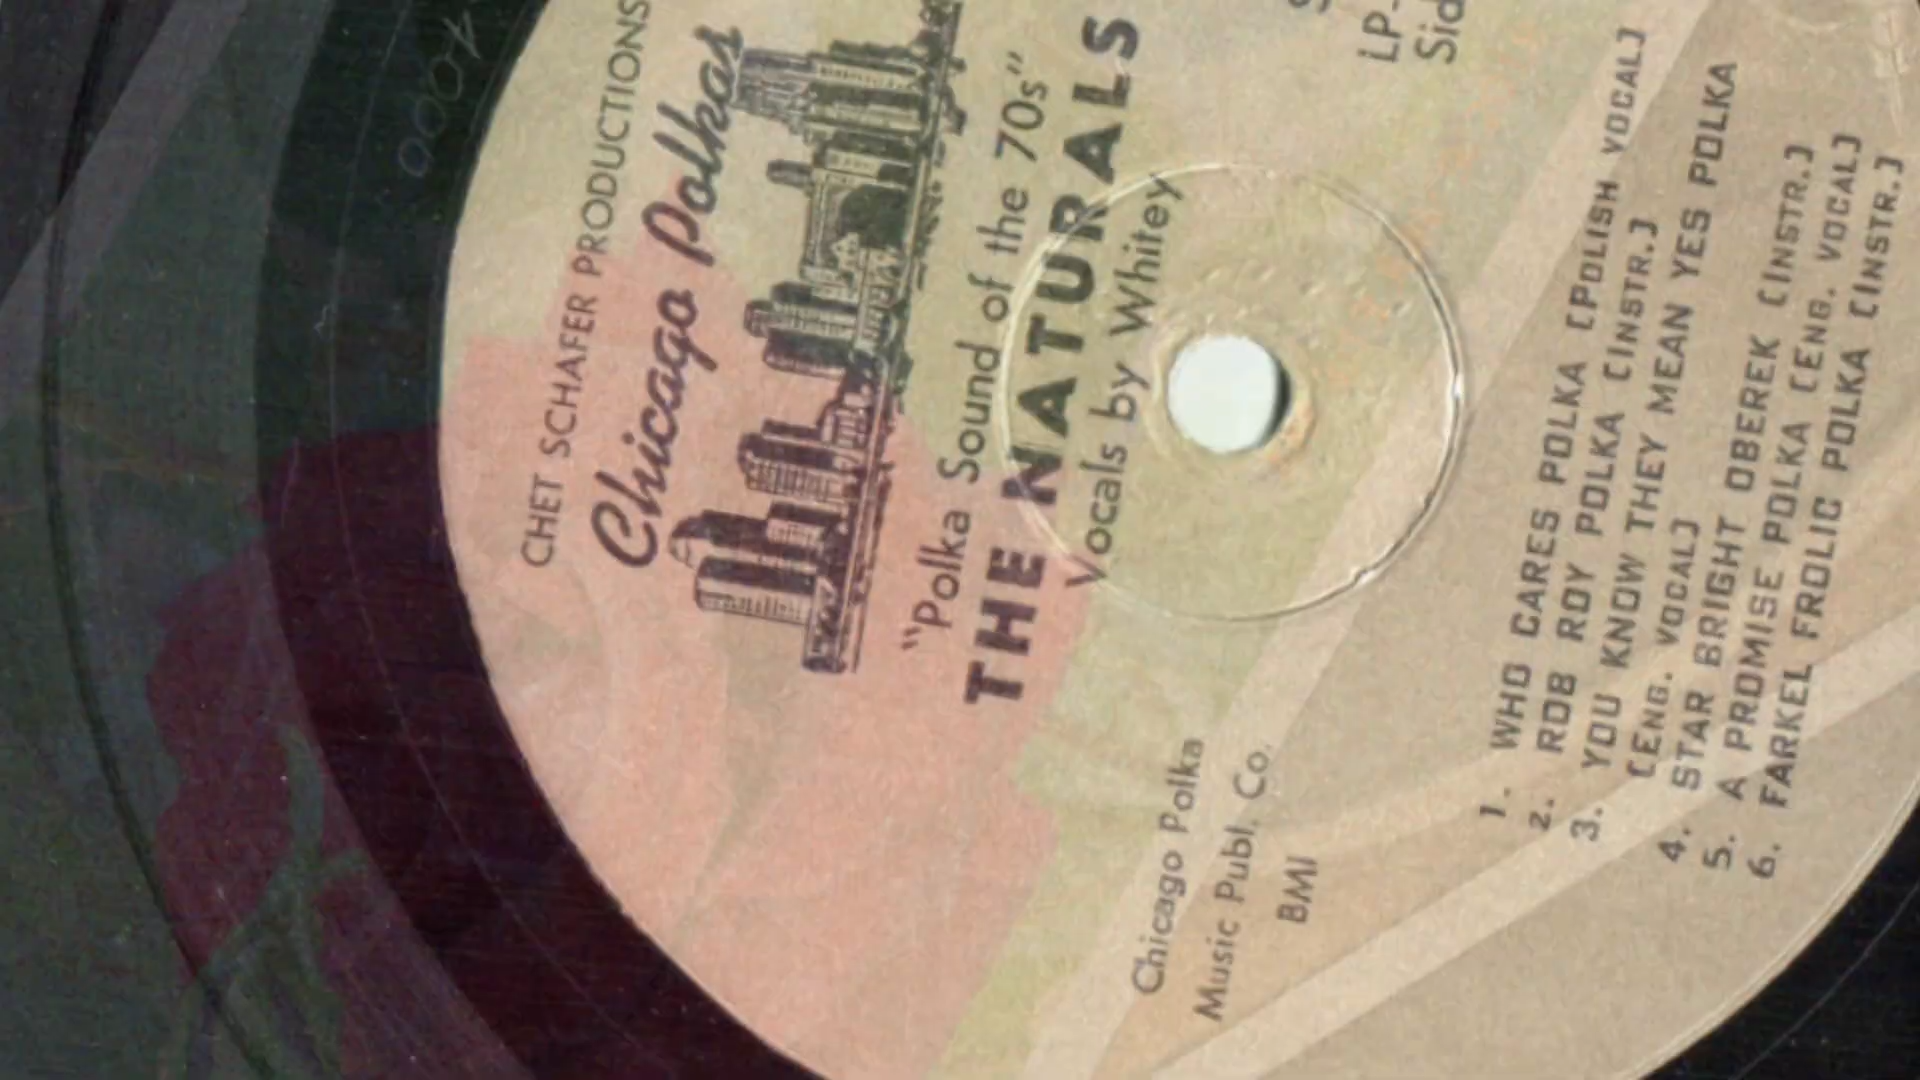 CHET SCHAFER PRODUCTIONS
Chicago Polkas
"Polka Sound of the 70s"
THE NATURALS
Vocals by Whitey
LP-
Sid
Chicago Polka
Music Publ. Co.
BMI
1. WHO CARES POLKA (POLISH VOCAL)
2. ROB ROY POLKA (INSTR.)
3. YOU KNOW THEY MEAN YES POLKA
(ENG. VOCAL)
4. STAR BRIGHT OBEREK (INSTR.)
5. A PROMISE POLKA (ENG. VOCAL)
6. FARKEL FROLIC POLKA (INSTR.)